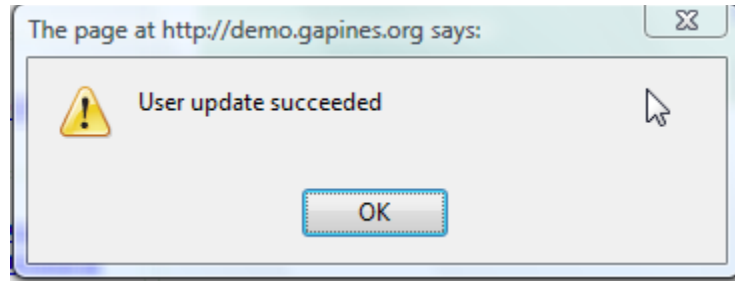 The page at http://demo.gapines.org says:
User update succeeded
OK